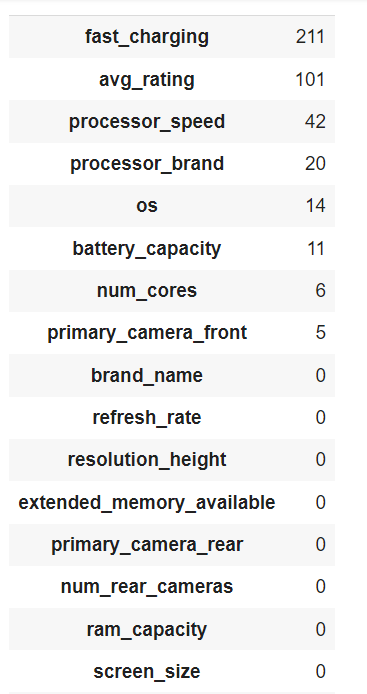 fast_charging 211
avg_rating 101
processor_speed 42
processor_brand 20
os 14
battery_capacity 11
num_cores 6
primary_camera_front 5
brand_name 0
refresh_rate 0
resolution_height 0
extended_memory_available 0
primary_camera_rear 0
num_rear_cameras 0
ram_capacity 0
screen_size 0